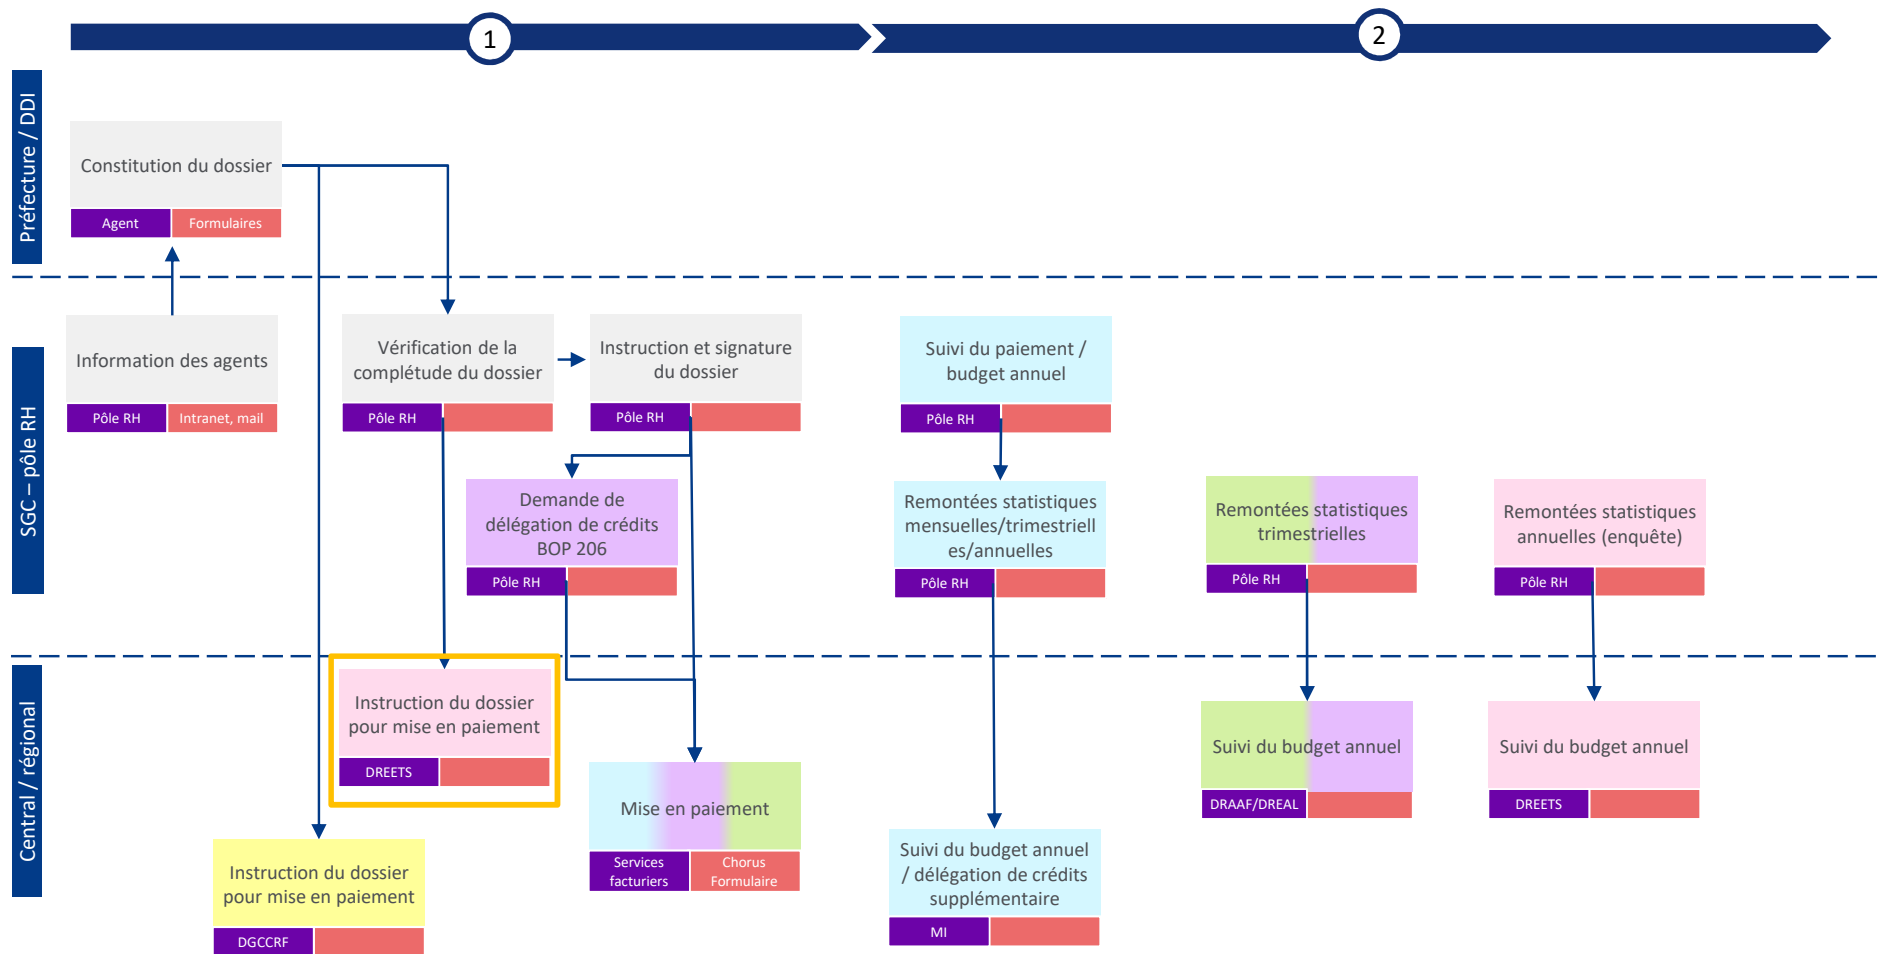 1
2
Préfecture / DDI
Constitution du dossier
Agent
Formulaires
SGC – pôle RH
Information des agents
Pôle RH
Intranet, mail
Vérification de la
complétude du dossier
Pôle RH
Instruction et signature
du dossier
Pôle RH
Demande de
délégation de crédits
BOP 206
Pôle RH
Suivi du paiement /
budget annuel
Pôle RH
Remontées statistiques
mensuelles/trimestriell
es/annuelles
Pôle RH
Remontées statistiques
trimestrielles
Pôle RH
Remontées statistiques
annuelles (enquête)
Pôle RH
Central / régional
Instruction du dossier
pour mise en paiement
DREETS
Instruction du dossier
pour mise en paiement
DGCCRF
Mise en paiement
Services
facturiers
Chorus
Formulaire
Suivi du budget annuel
/ délégation de crédits
supplémentaire
MI
Suivi du budget annuel
DRAAF/DREAL
Suivi du budget annuel
DREETS